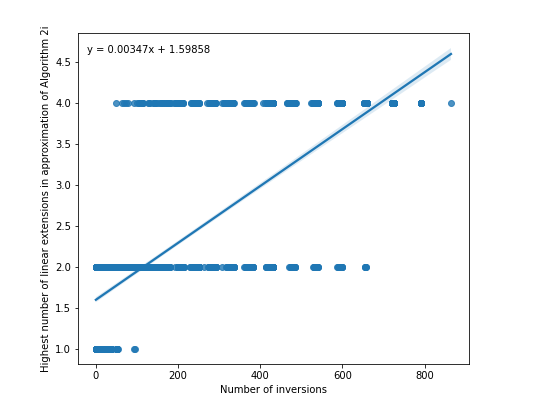 y = 0.00347x + 1.59858
Highest number of linear extensions in approximation of Algorithm 2i
4.5
4.0
3.5
3.0
2.5
2.0
1.5
1.0
0 200 400 600 800
Number of inversions